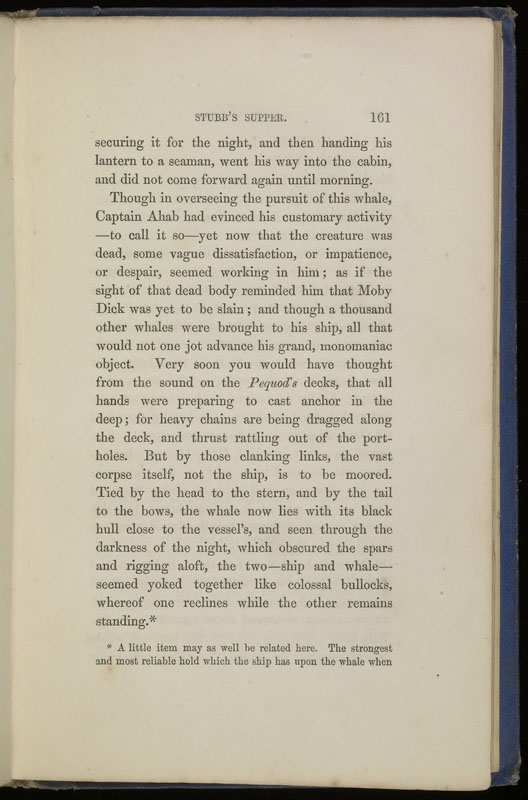 STUBB'S SUPPER. 161
securing it for the night, and then handing his
lantern to a seaman, went his way into the cabin,
and did not come forward again until morning.
Though in overseeing the pursuit of this whale,
Captain Ahab had evinced his customary activity
—to call it so—yet now that the creature was
dead, some vague dissatisfaction, or impatience,
or despair, seemed working in him; as if the
sight of that dead body reminded him that Moby
Dick was yet to be slain; and though a thousand
other whales were brought to his ship, all that
would not one jot advance his grand, monomaniac
object. Very soon you would have thought
from the sound on the Pequod's decks, that all
hands were preparing to cast anchor in the
deep; for heavy chains are being dragged along
the deck, and thrust rattling out of the port-
holes. But by those clanking links, the vast
corpse itself, not the ship, is to be moored.
Tied by the head to the stern, and by the tail
to the bows, the whale now lies with its black
hull close to the vessel's, and seen through the
darkness of the night, which obscured the spars
and rigging aloft, the two—ship and whale—
seemed yoked together like colossal bullocks,
whereof one reclines while the other remains
standing.*
* A little item may as well be related here. The strongest
and most reliable hold which the ship has upon the whale when